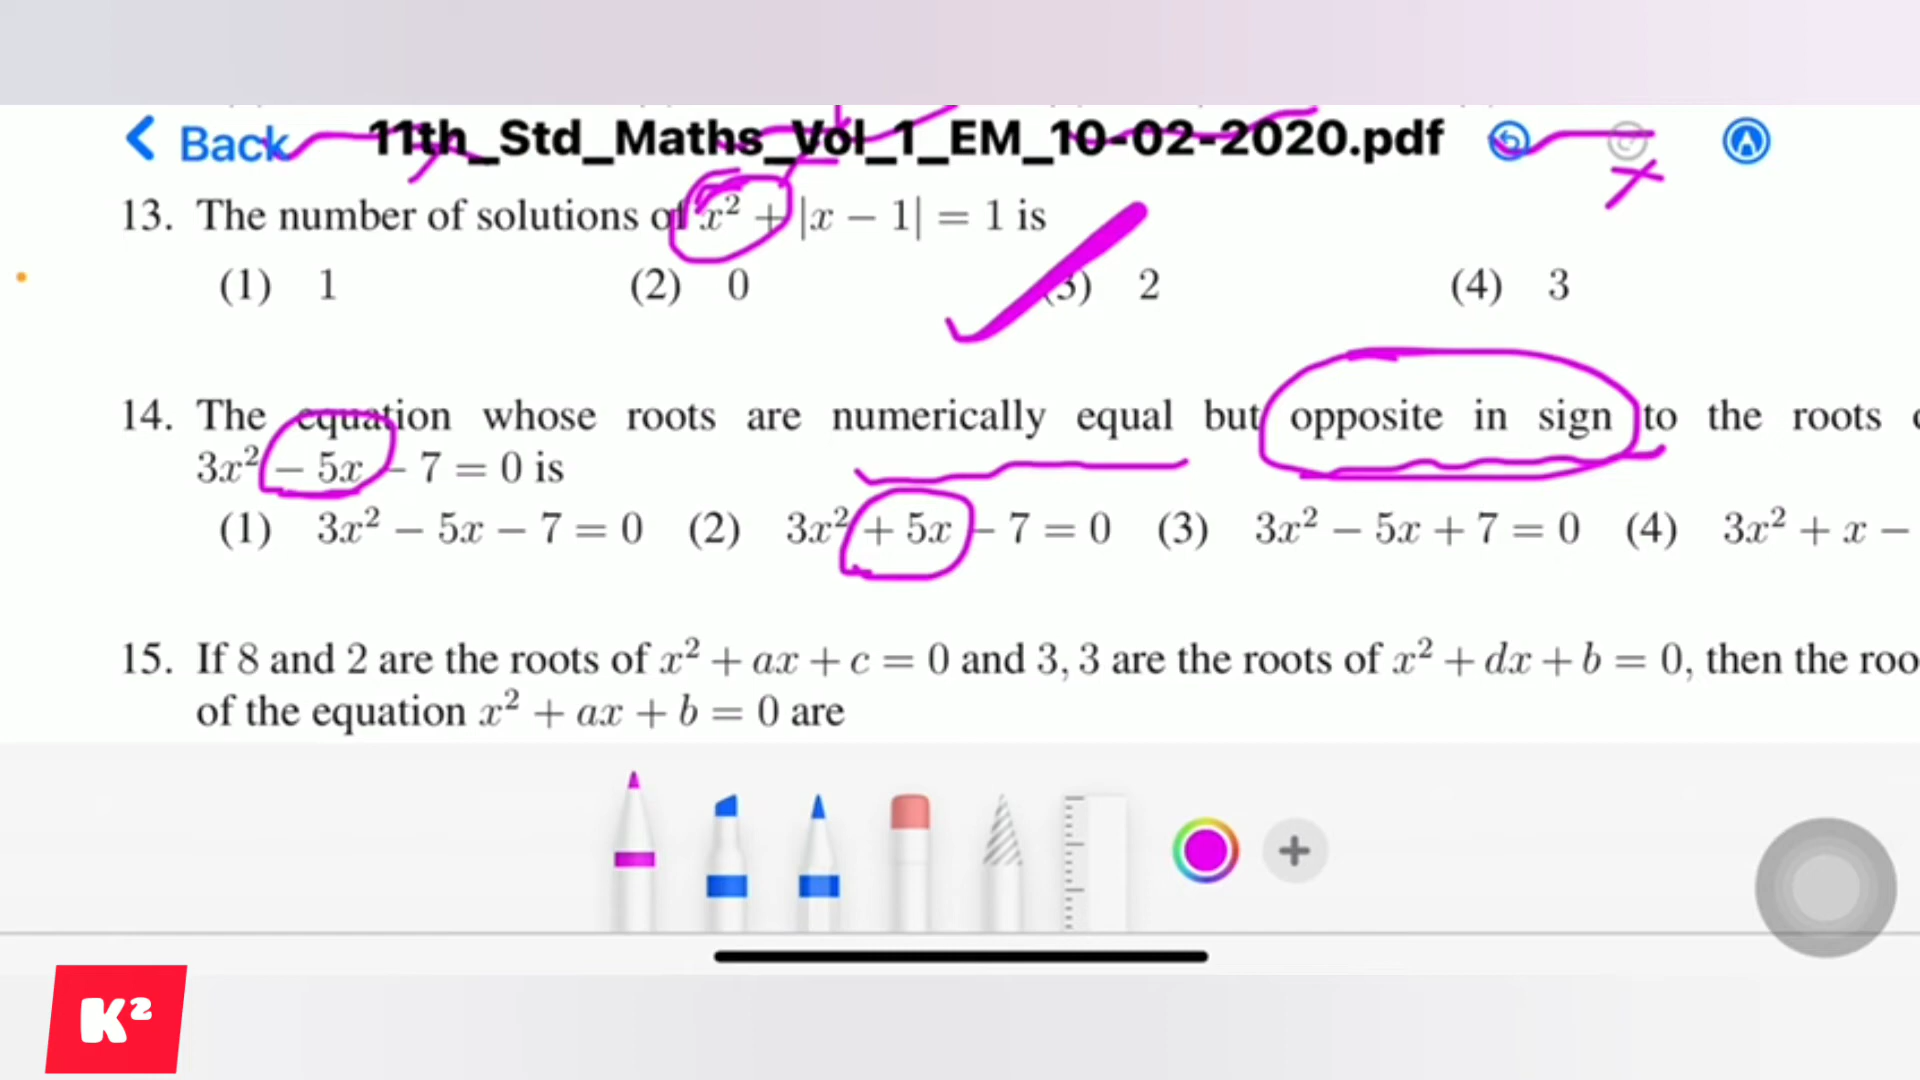 Back 11th_Std_Maths_Vol_1_EM_10-02-2020.pdf
13. The number of solutions of x² + |x − 1| = 1 is
(1) 1 (2) 0 (3) 2 (4) 3
14. The equation whose roots are numerically equal but opposite in sign to the roots
3x² − 5x − 7 = 0 is
(1) 3x² − 5x − 7 = 0 (2) 3x² + 5x − 7 = 0 (3) 3x² − 5x + 7 = 0 (4) 3x² + x −
15. If 8 and 2 are the roots of x² + ax + c = 0 and 3, 3 are the roots of x² + dx + b = 0, then the roo
of the equation x² + ax + b = 0 are
K²